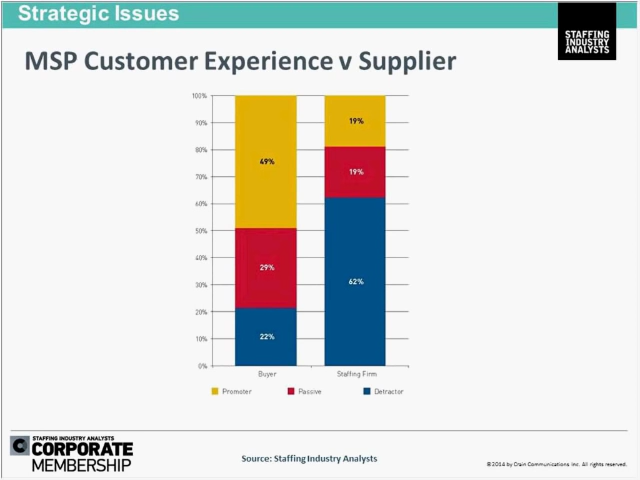 Strategic Issues
STAFFING
INDUSTRY
ANALYSTS
MSP Customer Experience v Supplier
100%
90%
80%
70%
60%
50%
40%
30%
20%
10%
0%
49%
29%
22%
19%
19%
62%
Buyer
Staffing Firm
Promoter
Passive
Detractor
STAFFING INDUSTRY ANALYSTS
CORPORATE
MEMBERSHIP
Source: Staffing Industry Analysts
©2014 by Crain Communications Inc. All rights reserved.